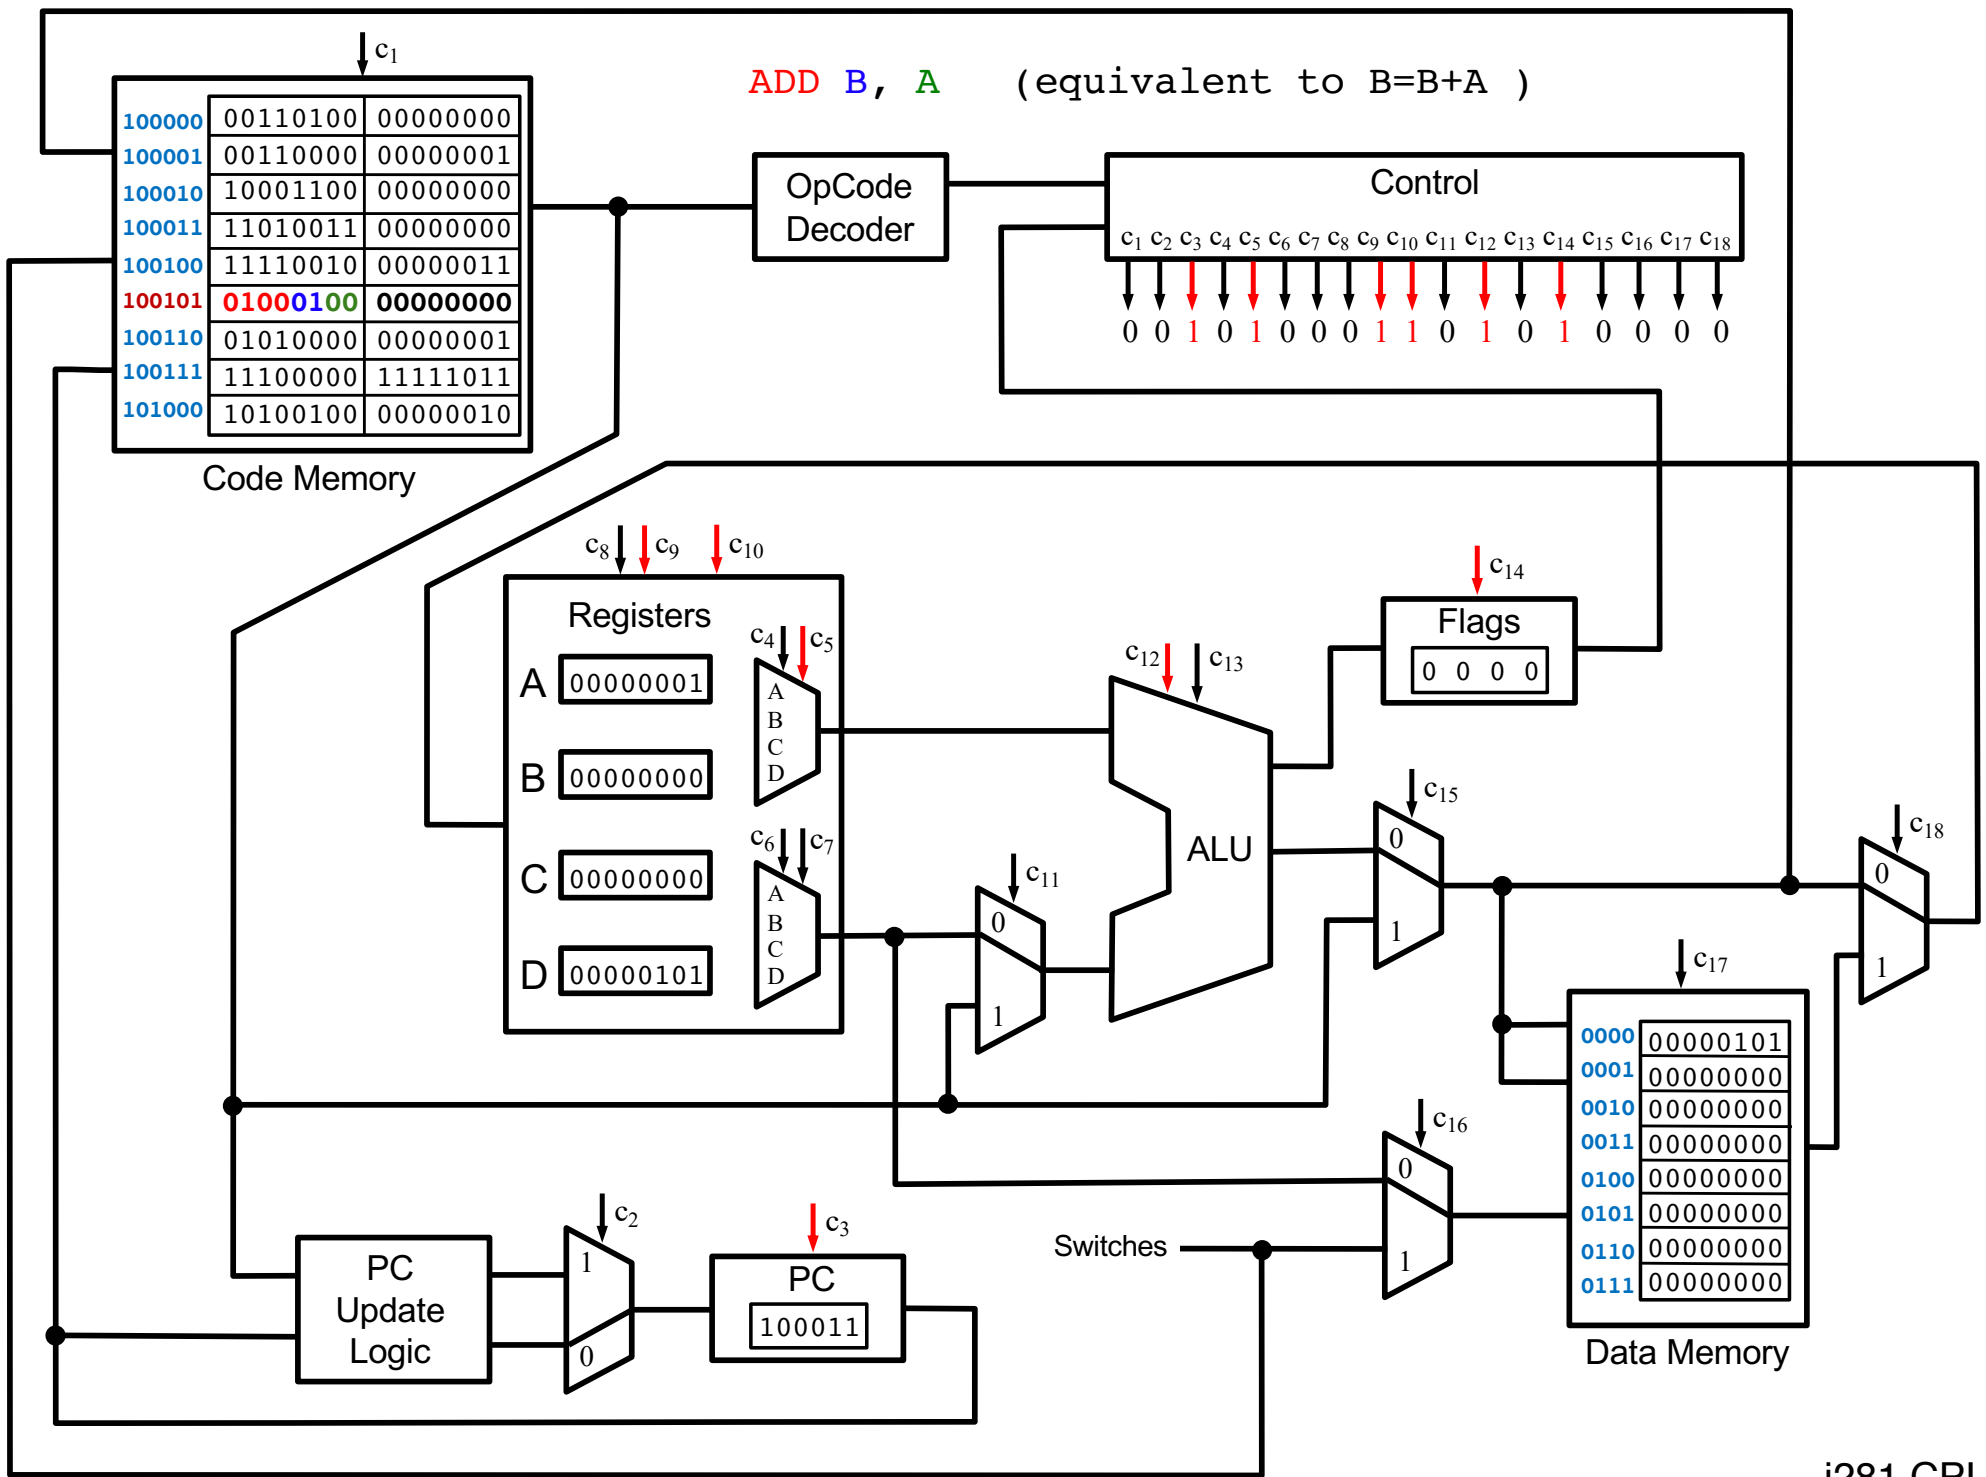 c1
ADD B, A (equivalent to B=B+A )
100000 00110100 00000000
100001 00110000 00000001
100010 10001100 00000000
100011 11010011 00000000
100100 11110010 00000011
100101 01000100 00000000
100110 01010000 00000001
100111 11100000 11111011
101000 10100100 00000010
Code Memory
OpCode
Decoder
Control
c1 c2 c3 c4 c5 c6 c7 c8 c9 c10 c11 c12 c13 c14 c15 c16 c17 c18
0 0 1 0 1 0 0 0 1 1 0 1 0 1 0 0 0 0
c8 c9 c10
Registers
A 00000001
B 00000000
C 00000000
D 00000101
c4 c5
A
B
C
D
c6 c7
A
B
C
D
c11
0
1
c12 c13
ALU
c14
Flags
0 0 0 0
c15
0
1
c18
0
1
c17
0000 00000101
0001 00000000
0010 00000000
0011 00000000
0100 00000000
0101 00000000
0110 00000000
0111 00000000
Data Memory
c16
0
1
Switches
PC
Update
Logic
c2
1
0
c3
PC
100011